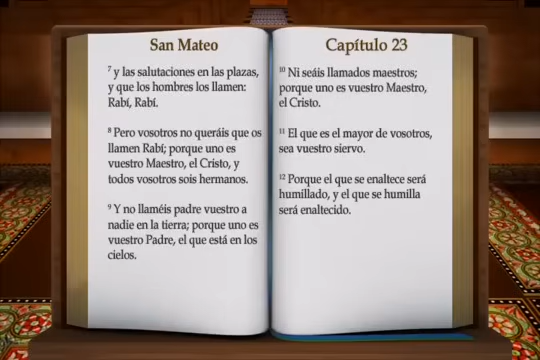 San Mateo
7 y las salutaciones en las plazas,
y que los hombres los llamen:
Rabí, Rabí.
8 Pero vosotros no queráis que os
llamen Rabí; porque uno es
vuestro Maestro, el Cristo, y
todos vosotros sois hermanos.
9 Y no llaméis padre vuestro a
nadie en la tierra; porque uno es
vuestro Padre, el que está en los
cielos.
Capítulo 23
10 Ni seáis llamados maestros;
porque uno es vuestro Maestro,
el Cristo.
11 El que es el mayor de vosotros,
sea vuestro siervo.
12 Porque el que se enaltece será
humillado, y el que se humilla
será enaltecido.